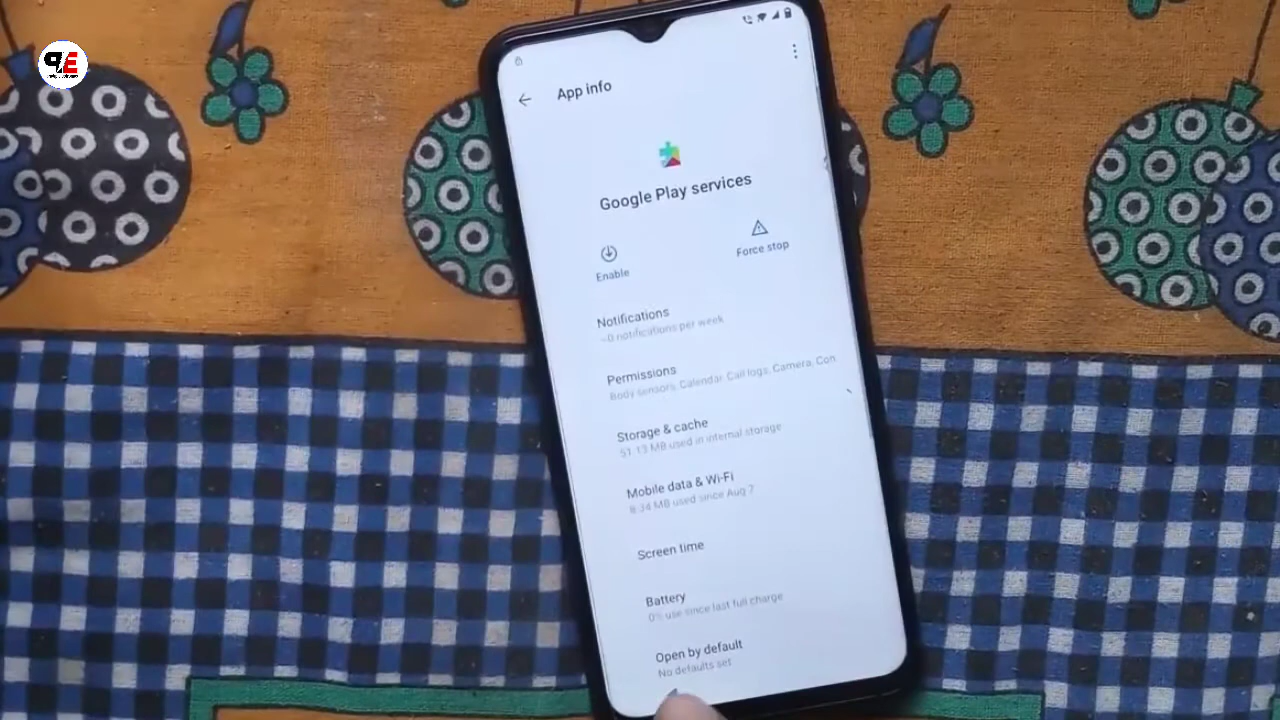 PE
App info
Google Play services
Enable
Force stop
Notifications
~0 notifications per week
Permissions
Body sensors, Calendar, Call logs, Camera, Con
Storage & cache
51.13 MB used in internal storage
Mobile data & Wi-Fi
8.34 MB used since Aug 7
Screen time
Battery
0% use since last full charge
Open by default
No defaults set